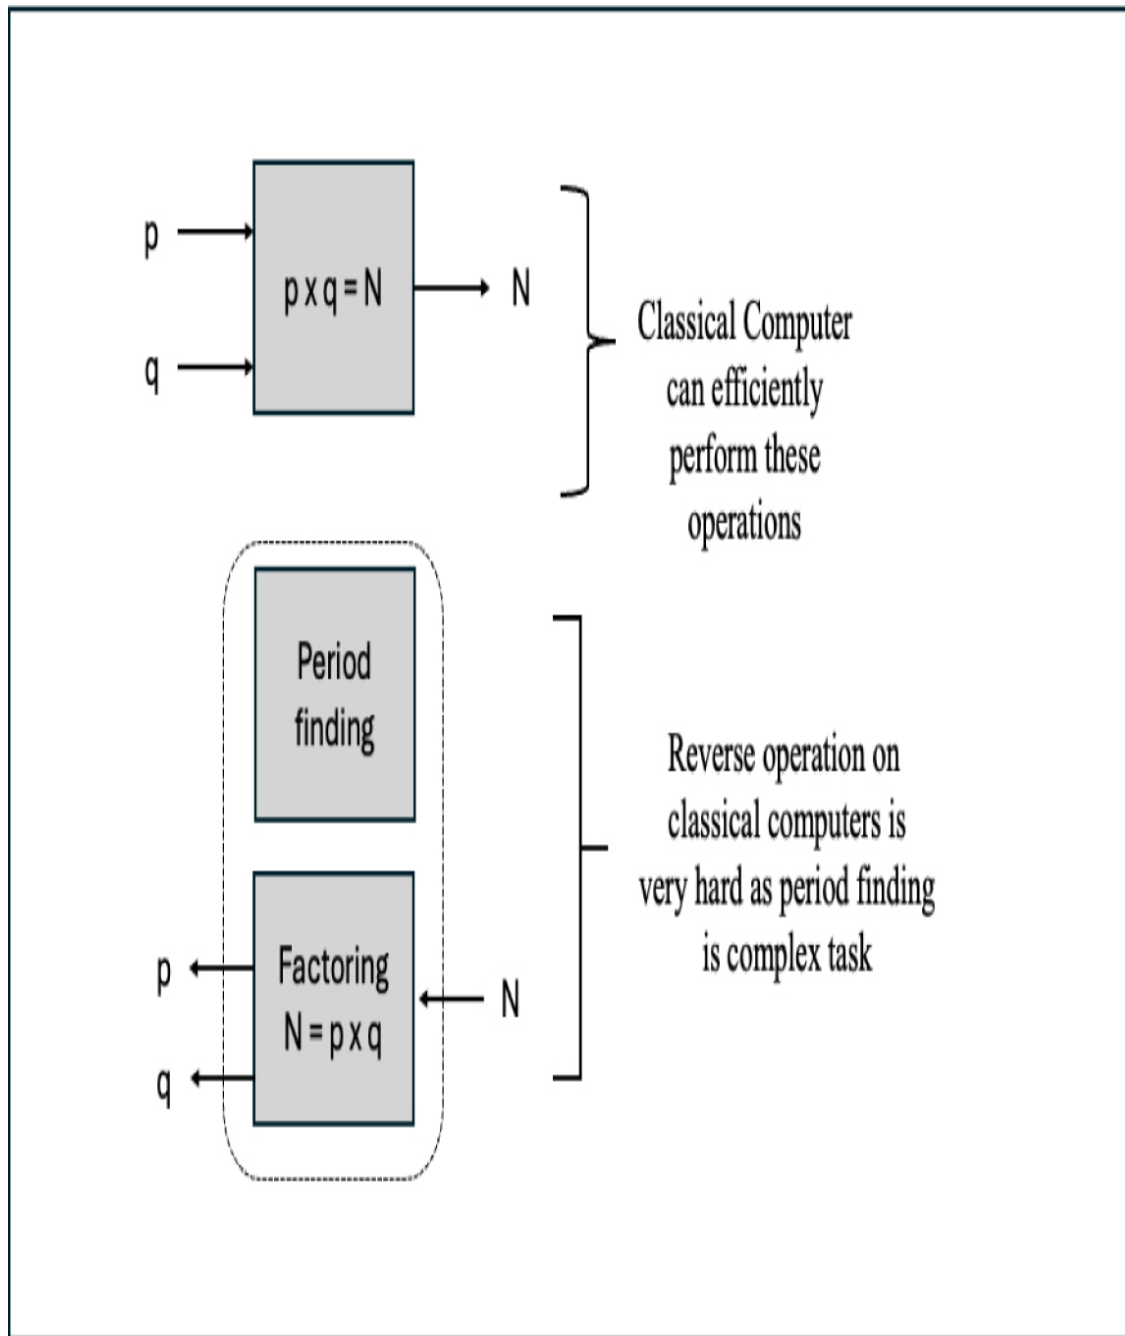 p
q
p x q = N
N
Classical Computer
can efficiently
perform these
operations
Period
finding
Factoring
N = p x q
p
q
N
Reverse operation on
classical computers is
very hard as period finding
is complex task